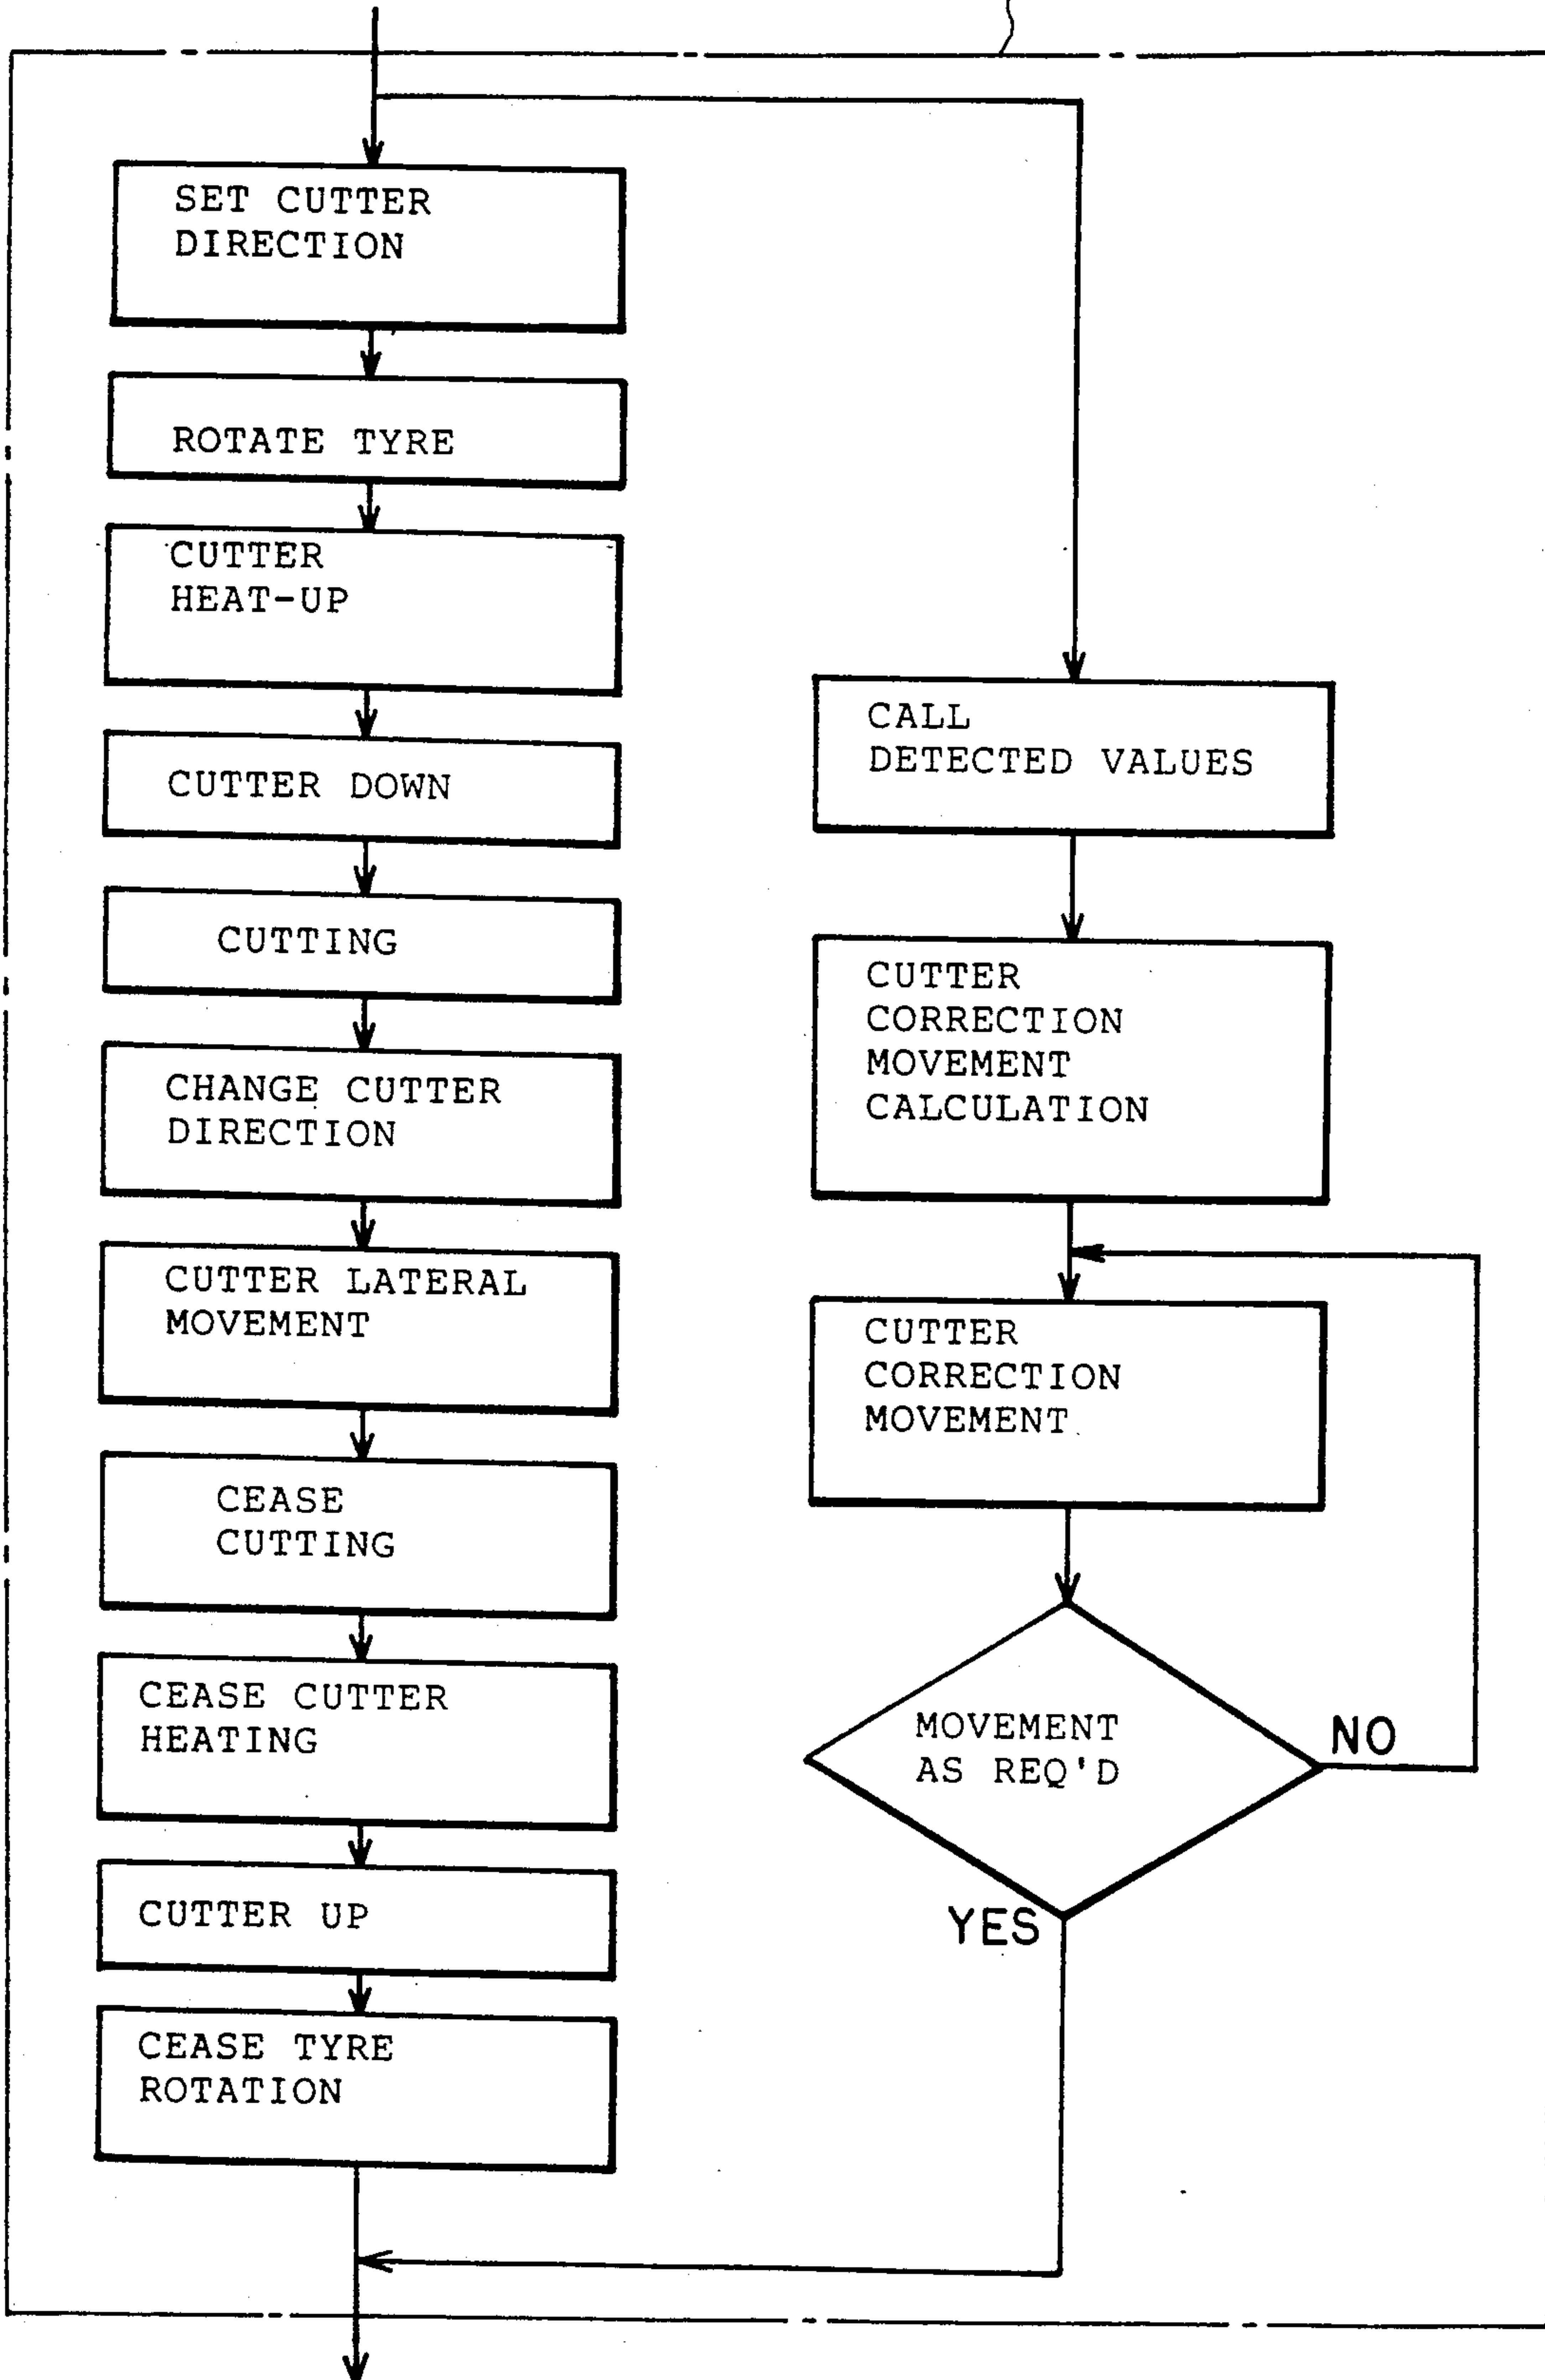 SET CUTTER
DIRECTION
ROTATE TYRE
CUTTER
HEAT-UP
CUTTER DOWN
CUTTING
CHANGE CUTTER
DIRECTION
CUTTER LATERAL
MOVEMENT
CEASE
CUTTING
CEASE CUTTER
HEATING
CUTTER UP
CEASE TYRE
ROTATION
CALL
DETECTED VALUES
CUTTER
CORRECTION
MOVEMENT
CALCULATION
CUTTER
CORRECTION
MOVEMENT
MOVEMENT
AS REQ'D
NO
YES